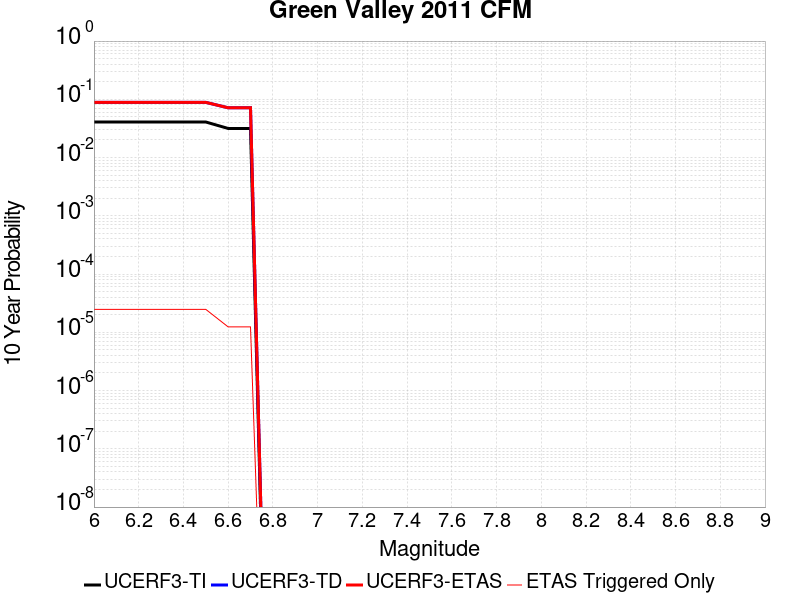 Green Valley 2011 CFM
10^0
10^-1
10^-2
10^-3
10^-4
10^-5
10^-6
10^-7
10^-8
10 Year Probability
6 6.2 6.4 6.6 6.8 7 7.2 7.4 7.6 7.8 8 8.2 8.4 8.6 8.8 9
Magnitude
UCERF3-TI UCERF3-TD UCERF3-ETAS ETAS Triggered Only